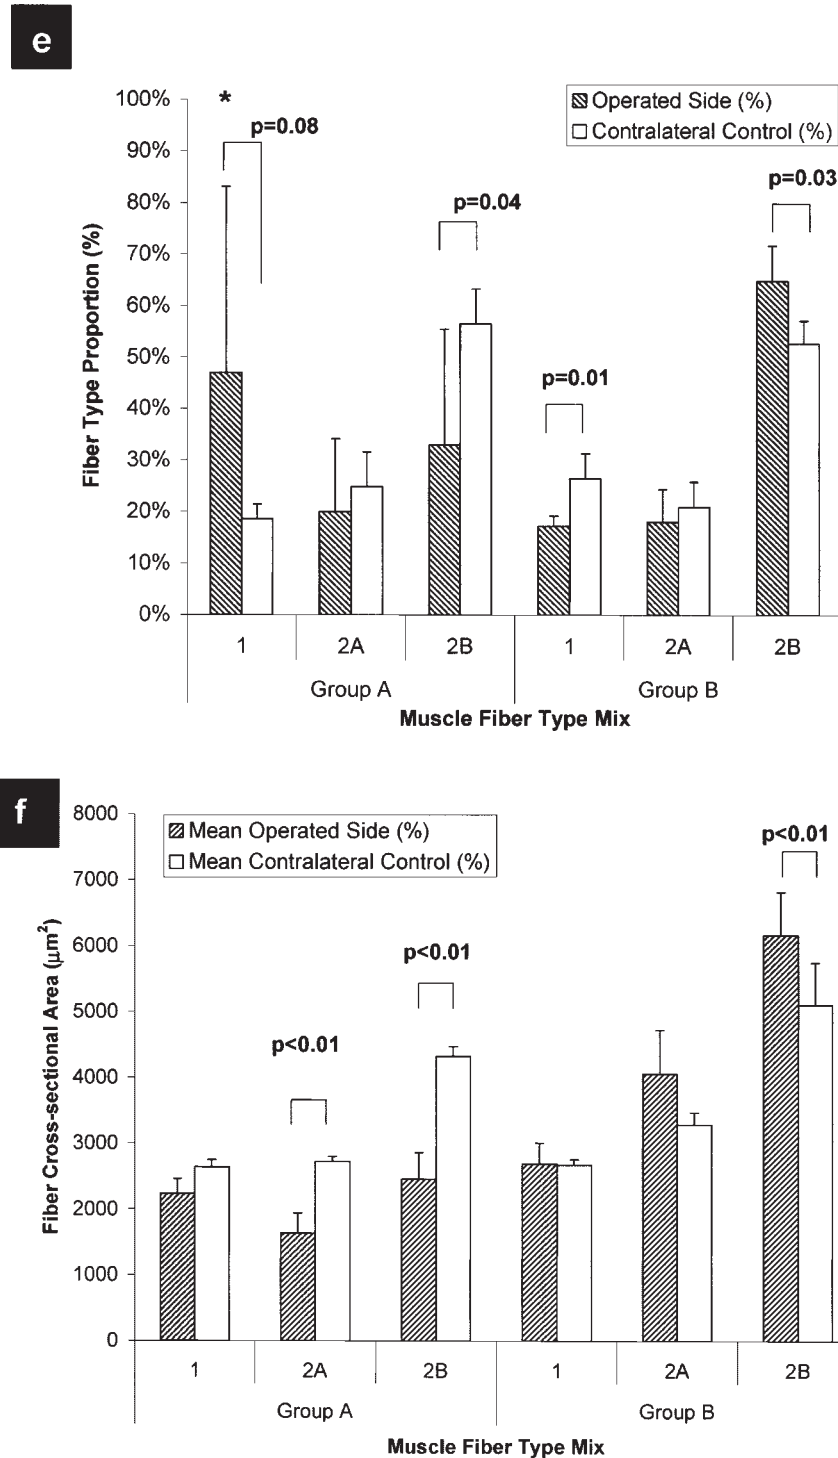 e
100%
90%
80%
70%
60%
50%
40%
30%
20%
10%
0%
Fiber Type Proportion (%)
*
p=0.08
p=0.04
p=0.01
p=0.03
Operated Side (%)
Contralateral Control (%)
1 2A 2B 1 2A 2B
Group A Group B
Muscle Fiber Type Mix
f
8000
7000
6000
5000
4000
3000
2000
1000
0
Fiber Cross-sectional Area (μm²)
Mean Operated Side (%)
Mean Contralateral Control (%)
p<0.01
p<0.01
p<0.01
1 2A 2B 1 2A 2B
Group A Group B
Muscle Fiber Type Mix